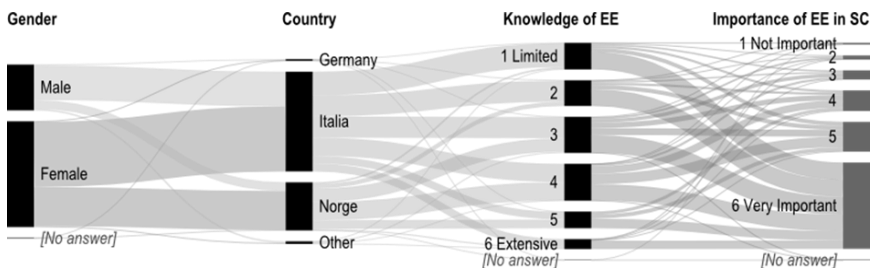 Gender
Country
Knowledge of EE
Importance of EE in SC
Male
Female
[No answer]
Germany
Italia
Norge
Other
1 Limited
2
3
4
5
6 Extensive
[No answer]
1 Not Important
2
3
4
5
6 Very Important
[No answer]